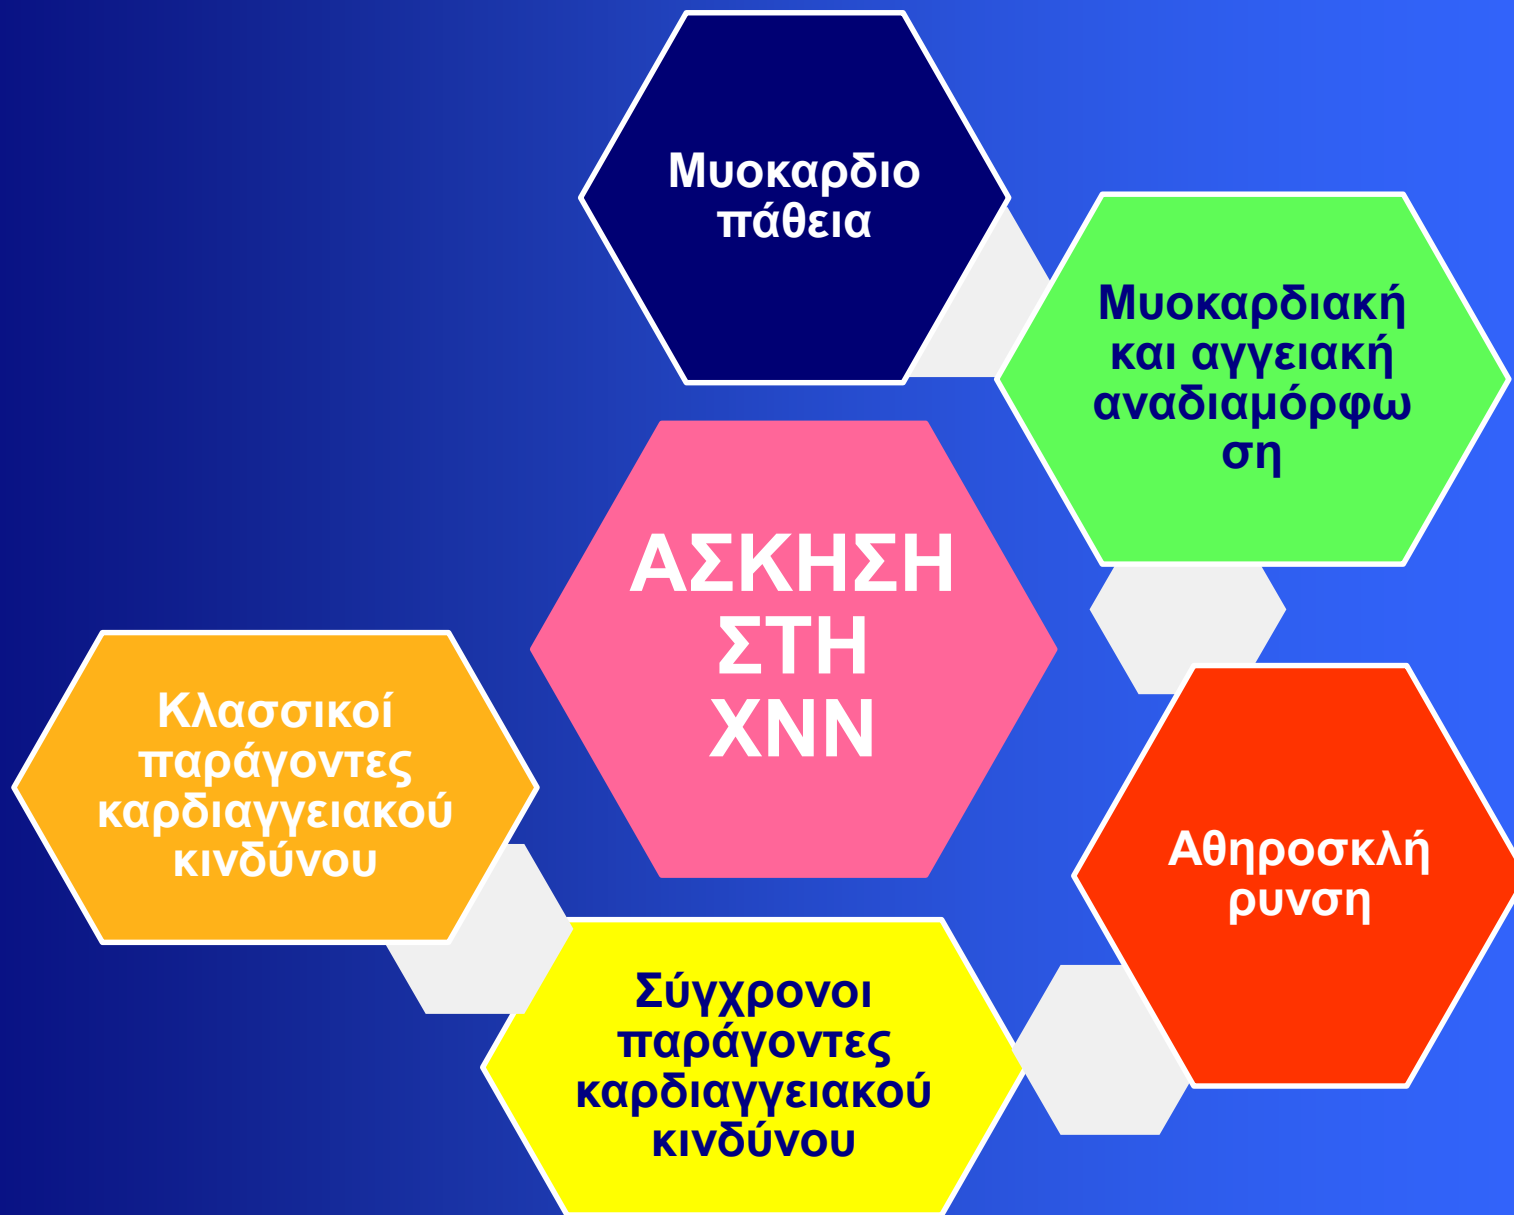 Μυοκαρδιο
πάθεια
Μυοκαρδιακή
και αγγειακή
αναδιαμόρφω
ση
ΑΣΚΗΣΗ
ΣΤΗ
ΧΝΝ
Κλασσικοί
παράγοντες
καρδιαγγειακού
κινδύνου
Αθηροσκλή
ρυνση
Σύγχρονοι
παράγοντες
καρδιαγγειακού
κινδύνου